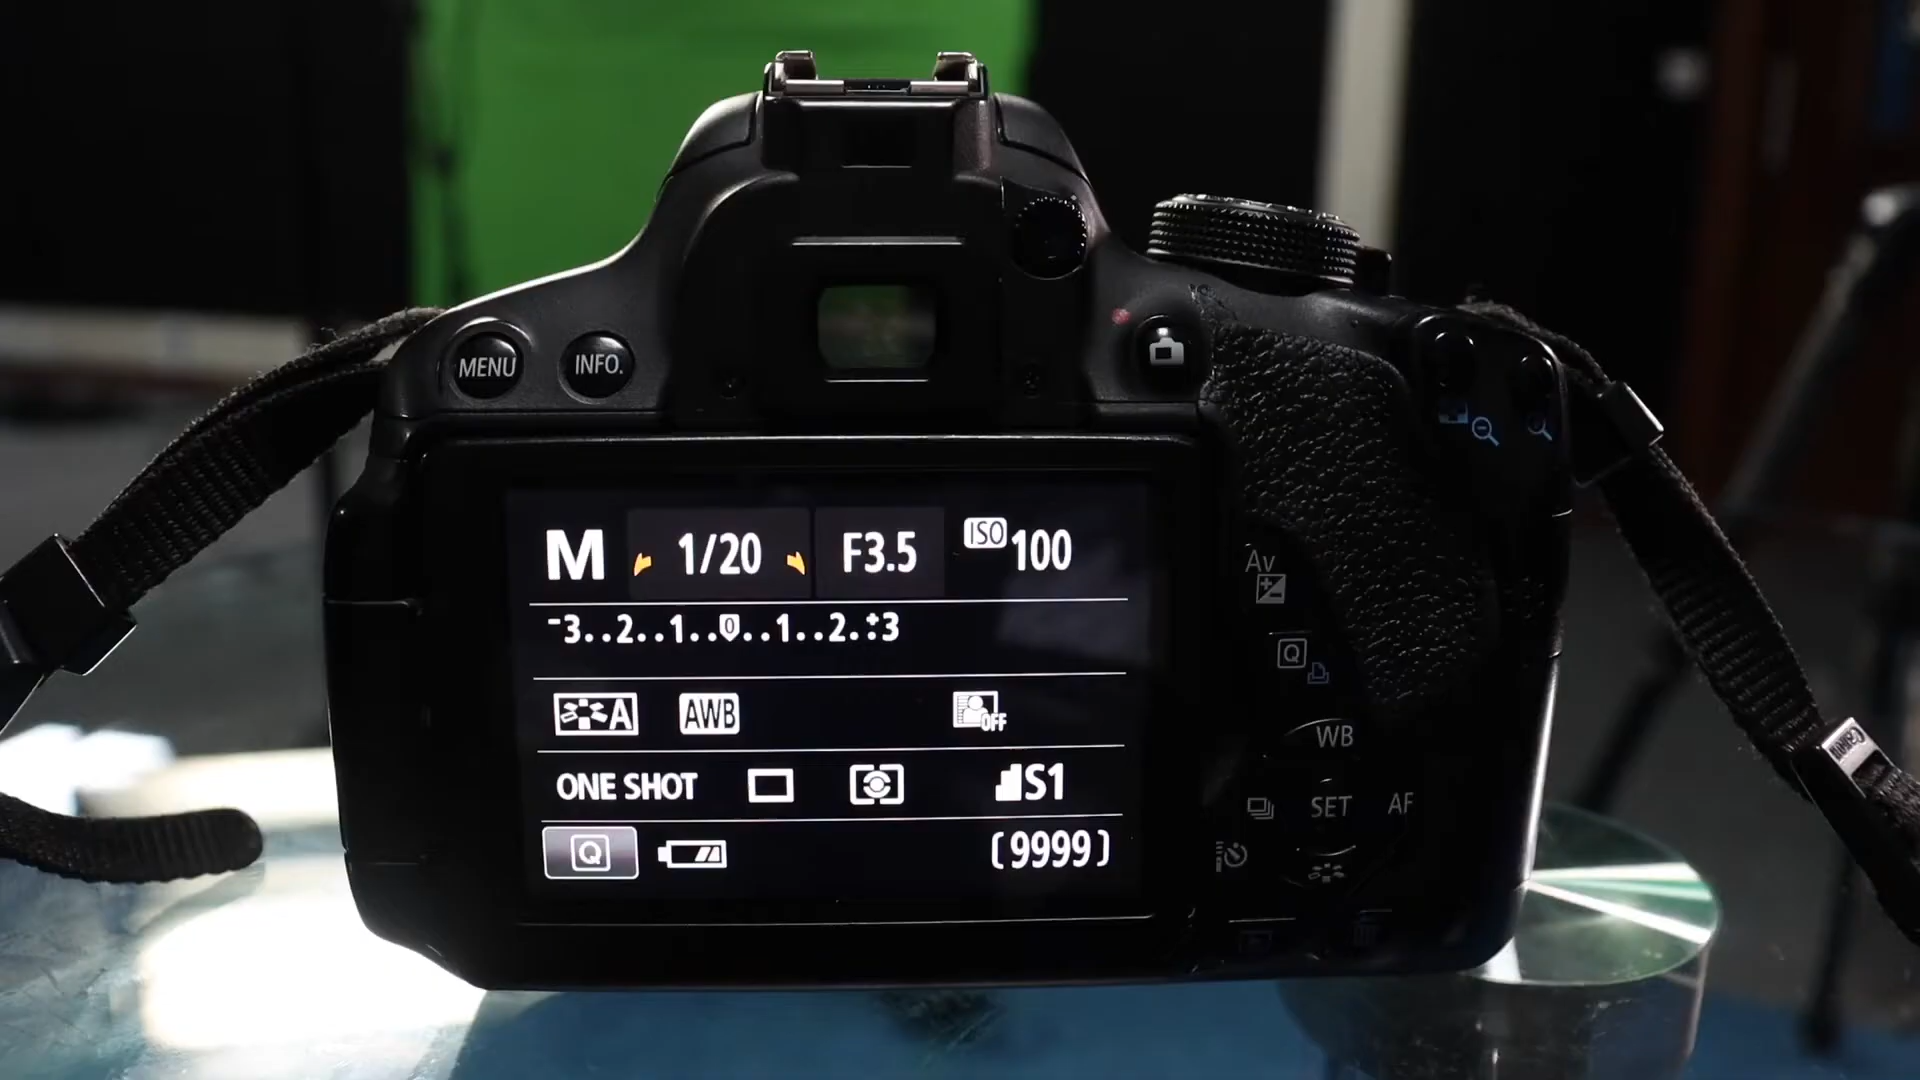 MENU INFO.
M 1/20 F3.5 ISO 100
-3..2..1..0..1..2.:+3
A AWB OFF
ONE SHOT S1
Q [9999]
Av
Q
WB
SET AF
Canon